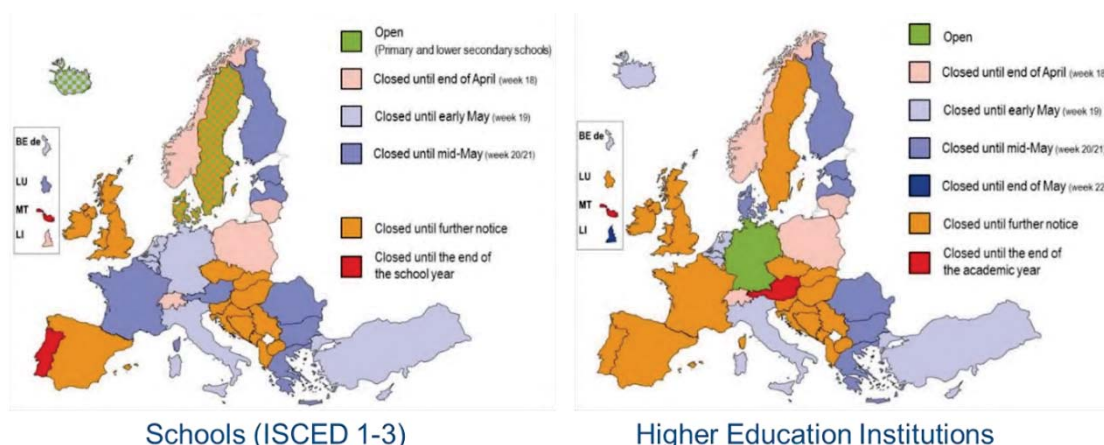 Open
(Primary and lower secondary schools)
Closed until end of April (week 18)
Closed until early May (week 19)
BE de
Closed until mid-May (week 20/21)
LU
MT
LI
Closed until further notice
Closed until the end of
the school year
Schools (ISCED 1-3)
Open
Closed until end of April (week 18
Closed until early May (week 19)
BE de
Closed until mid-May (week 20/21)
LU
Closed until end of May (week 22
MT
LI
Closed until further notice
Closed until the end of
the academic year
Higher Education Institutions